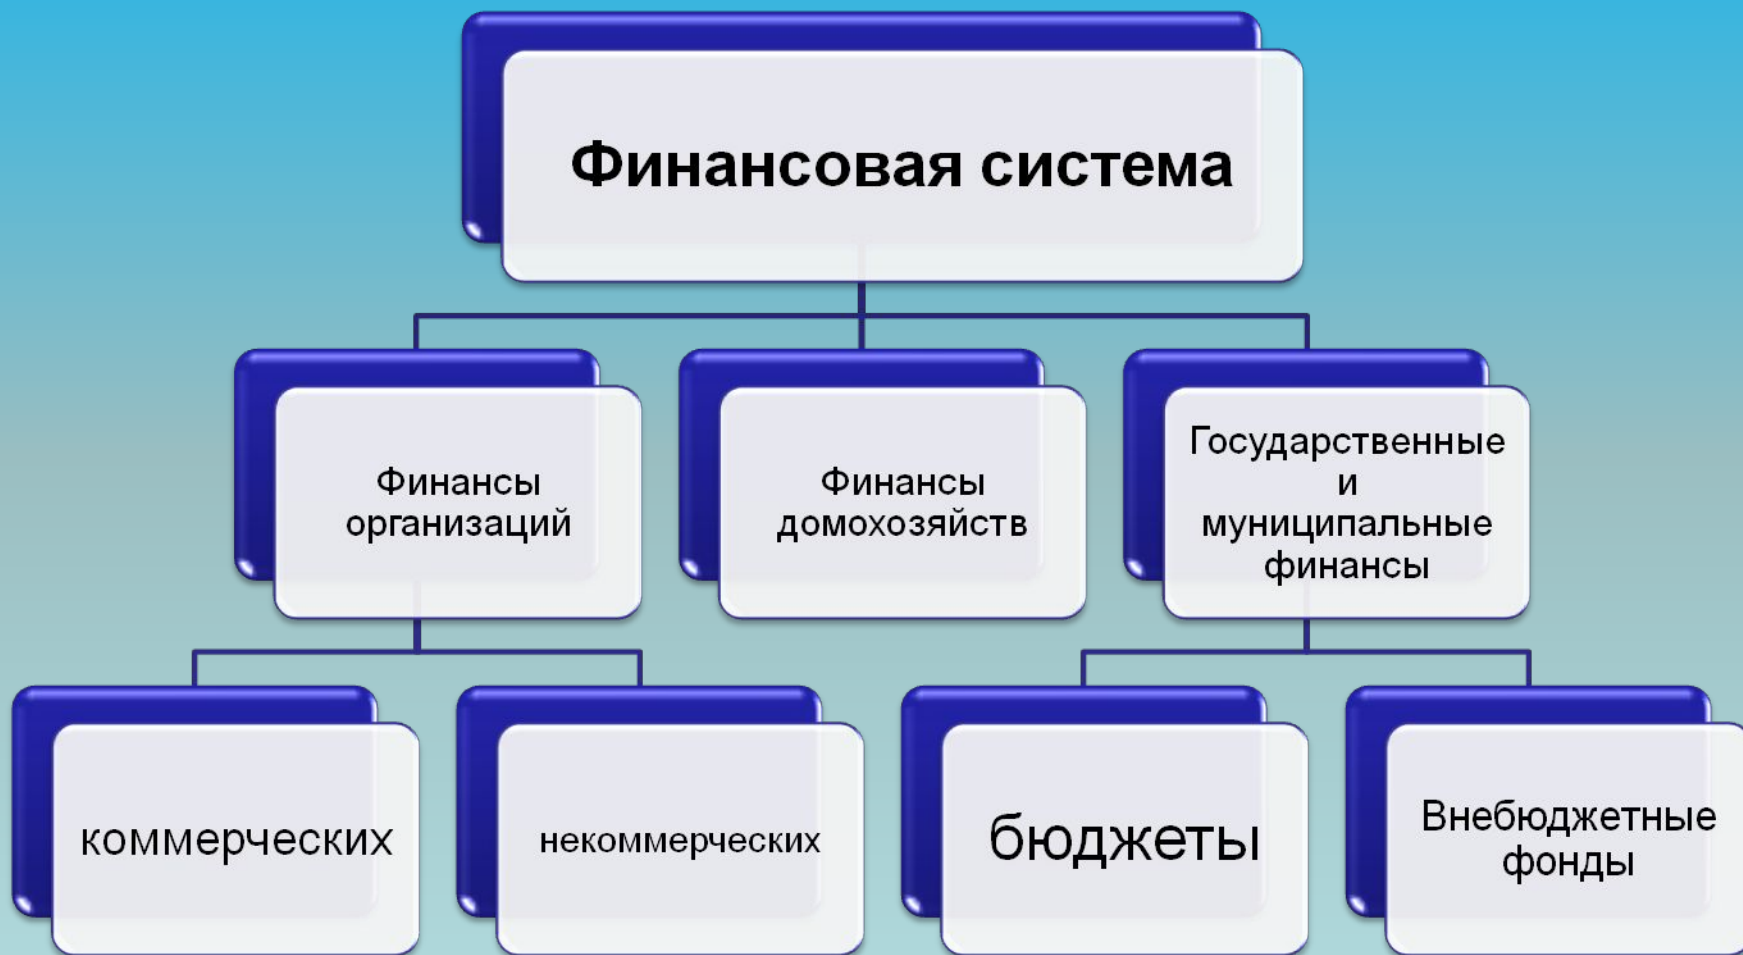 Финансовая система
Финансы
организаций
Финансы
домохозяйств
Государственные
и
муниципальные
финансы
коммерческих
некоммерческих
бюджеты
Внебюджетные
фонды